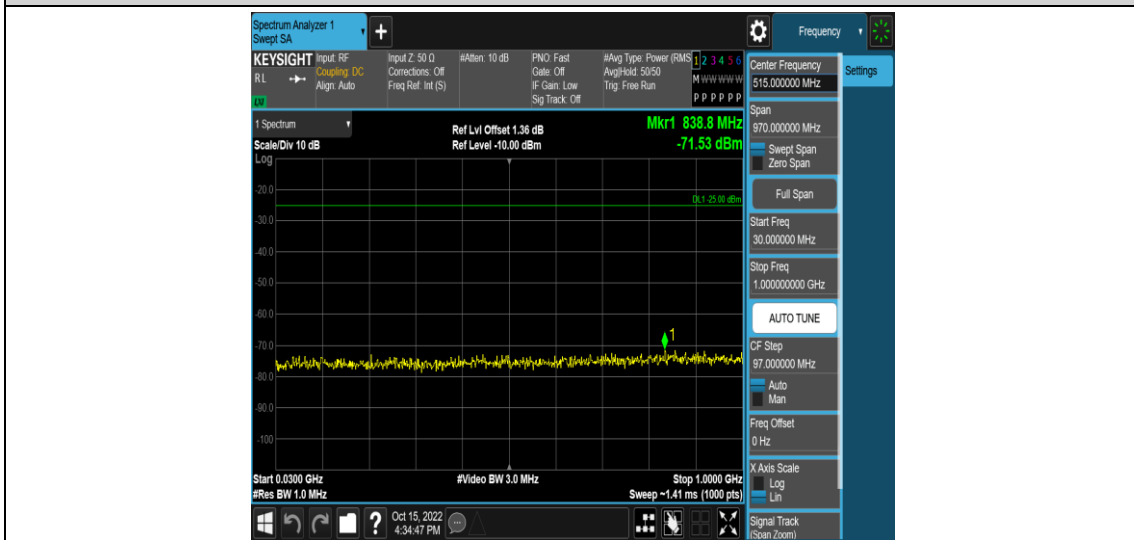 Spectrum Analyzer 1
Swept SA
+
Frequency
KEYSIGHT
RL
LXI
Input: RF
Coupling: DC
Align: Auto
Input Z: 50 Ω
Corrections: Off
Freq Ref: Int (S)
#Atten: 10 dB
PNO: Fast
Gate: Off
IF Gain: Low
Sig Track: Off
#Avg Type: Power (RMS
Avg|Hold: 50/50
Trig: Free Run
1 2 3 4 5 6
M W W W W W
P P P P P P
1 Spectrum
Scale/Div 10 dB
Log
Ref Lvl Offset 1.36 dB
Ref Level -10.00 dBm
Mkr1 838.8 MHz
-71.53 dBm
-20.0
DL1 -25.00 dBm
-30.0
-40.0
-50.0
-60.0
1
-70.0
-80.0
-90.0
-100
Start 0.0300 GHz
#Res BW 1.0 MHz
#Video BW 3.0 MHz
Stop 1.0000 GHz
Sweep ~1.41 ms (1000 pts)
Center Frequency
515.000000 MHz
Settings
Span
970.000000 MHz
Swept Span
Zero Span
Full Span
Start Freq
30.000000 MHz
Stop Freq
1.000000000 GHz
AUTO TUNE
CF Step
97.000000 MHz
Auto
Man
Freq Offset
0 Hz
X Axis Scale
Log
Lin
Signal Track
(Span Zoom)
?
Oct 15, 2022
4:34:47 PM